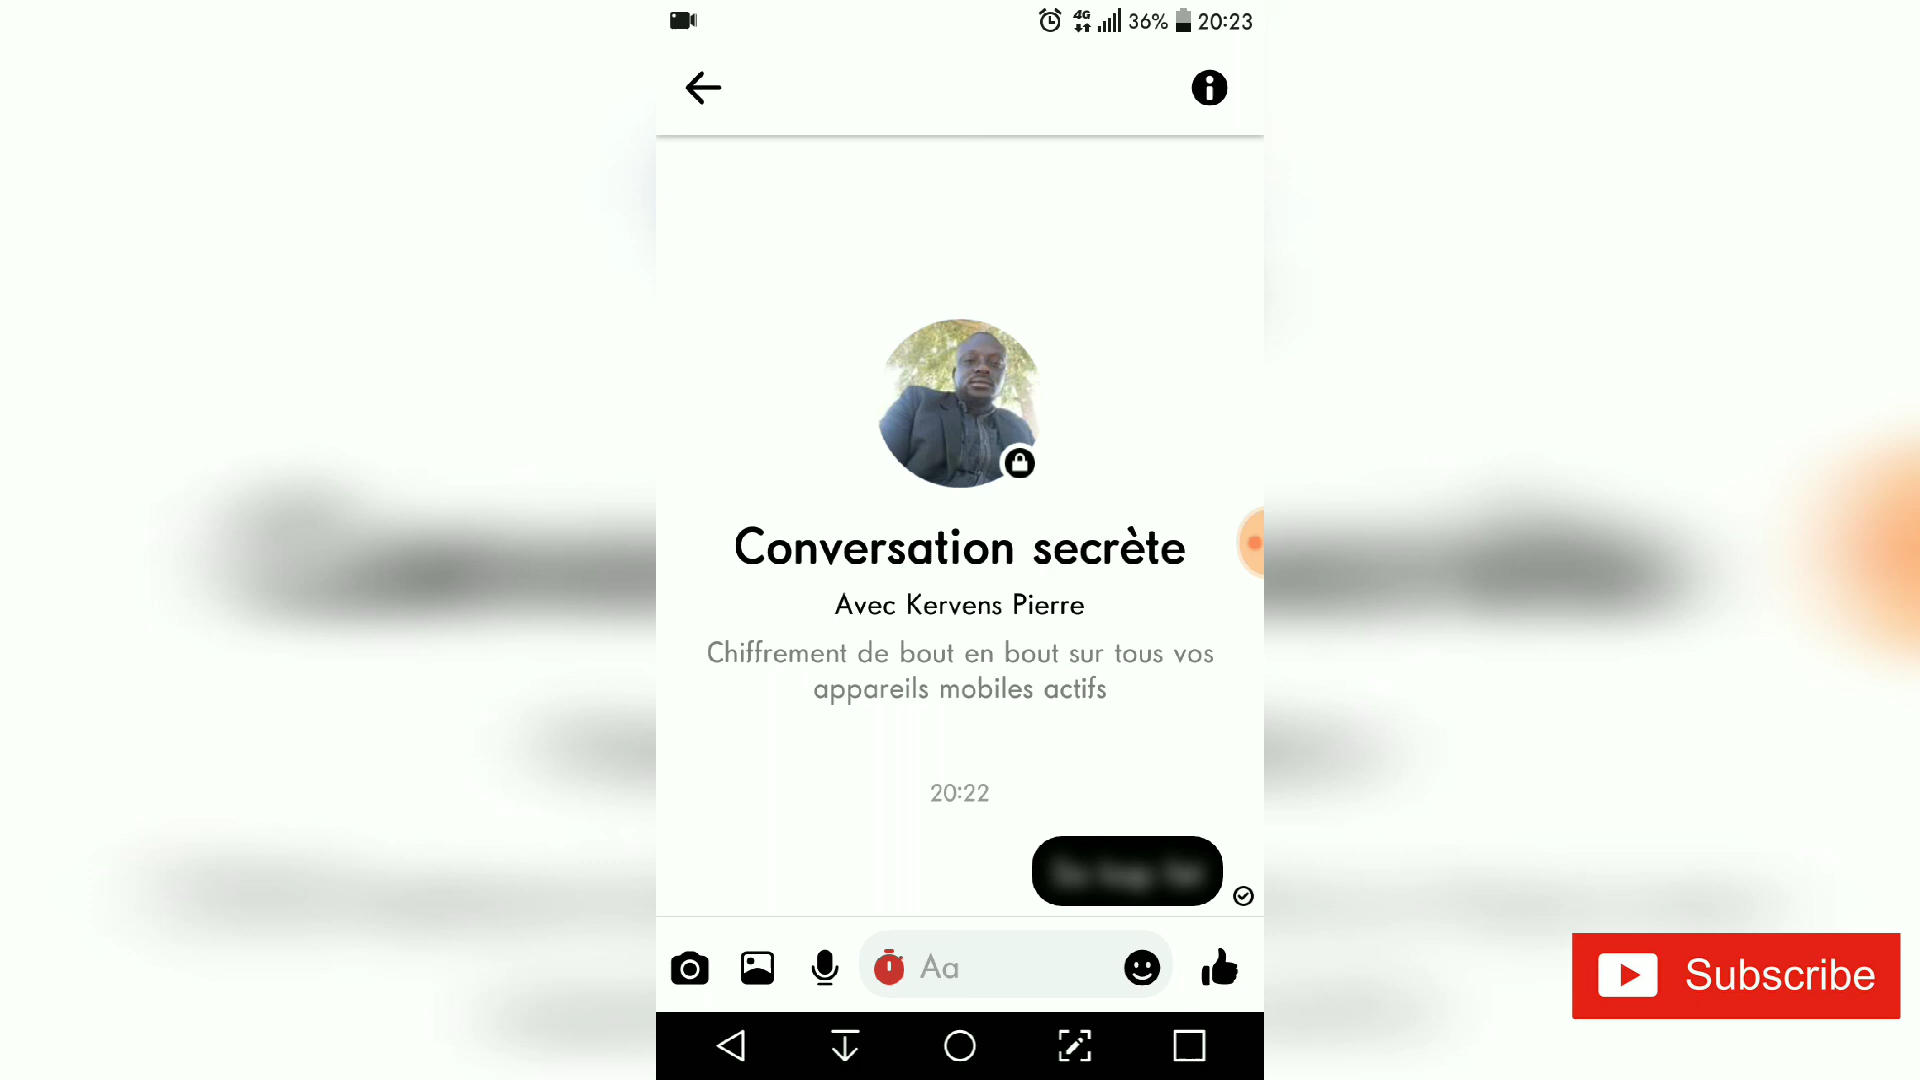 4G 36% 20:23
Conversation secrète
Avec Kervens Pierre
Chiffrement de bout en bout sur tous vos
appareils mobiles actifs
20:22
Aa
Subscribe